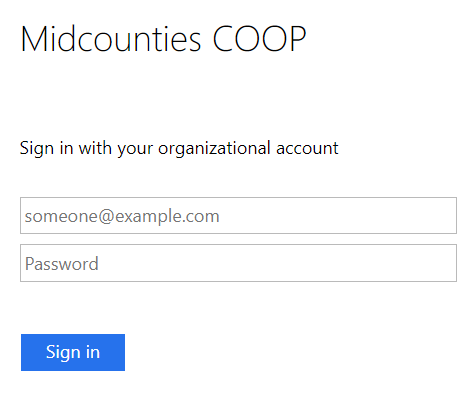 Midcounties COOP
Sign in with your organizational account
someone@example.com
Password
Sign in